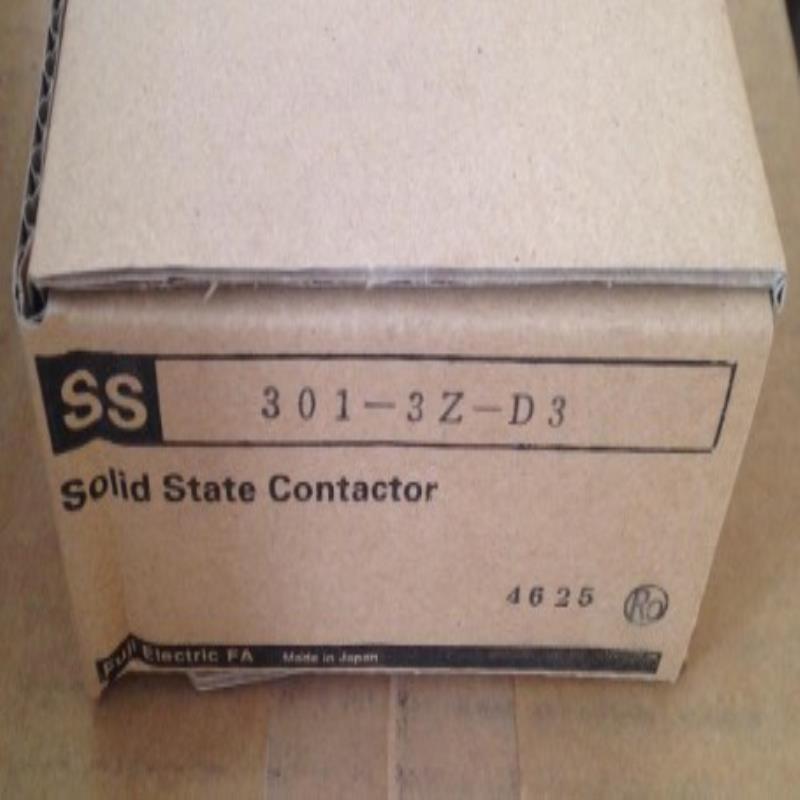 SS 301-3Z-D3
Solid State Contactor
4625 Ro
Fuji Electric FA Made in Japan